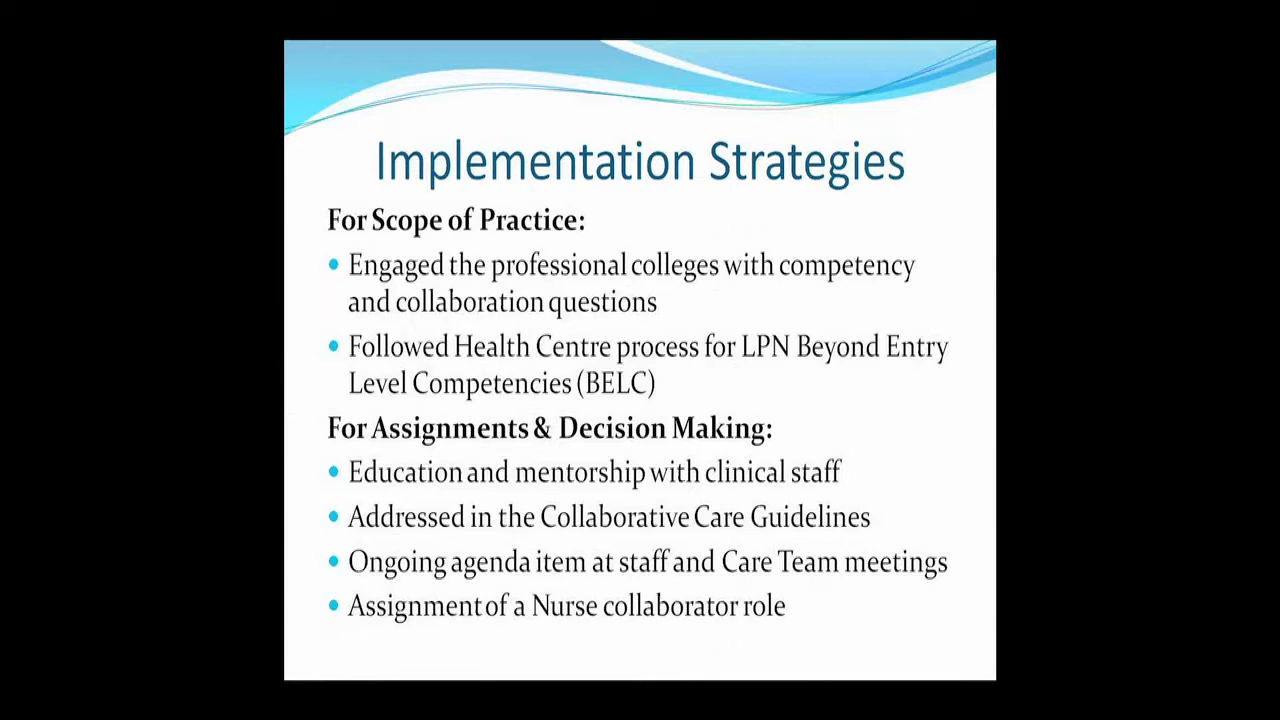 Implementation Strategies
For Scope of Practice:
• Engaged the professional colleges with competency
and collaboration questions
• Followed Health Centre process for LPN Beyond Entry
Level Competencies (BELC)
For Assignments & Decision Making:
• Education and mentorship with clinical staff
• Addressed in the Collaborative Care Guidelines
• Ongoing agenda item at staff and Care Team meetings
• Assignment of a Nurse collaborator role